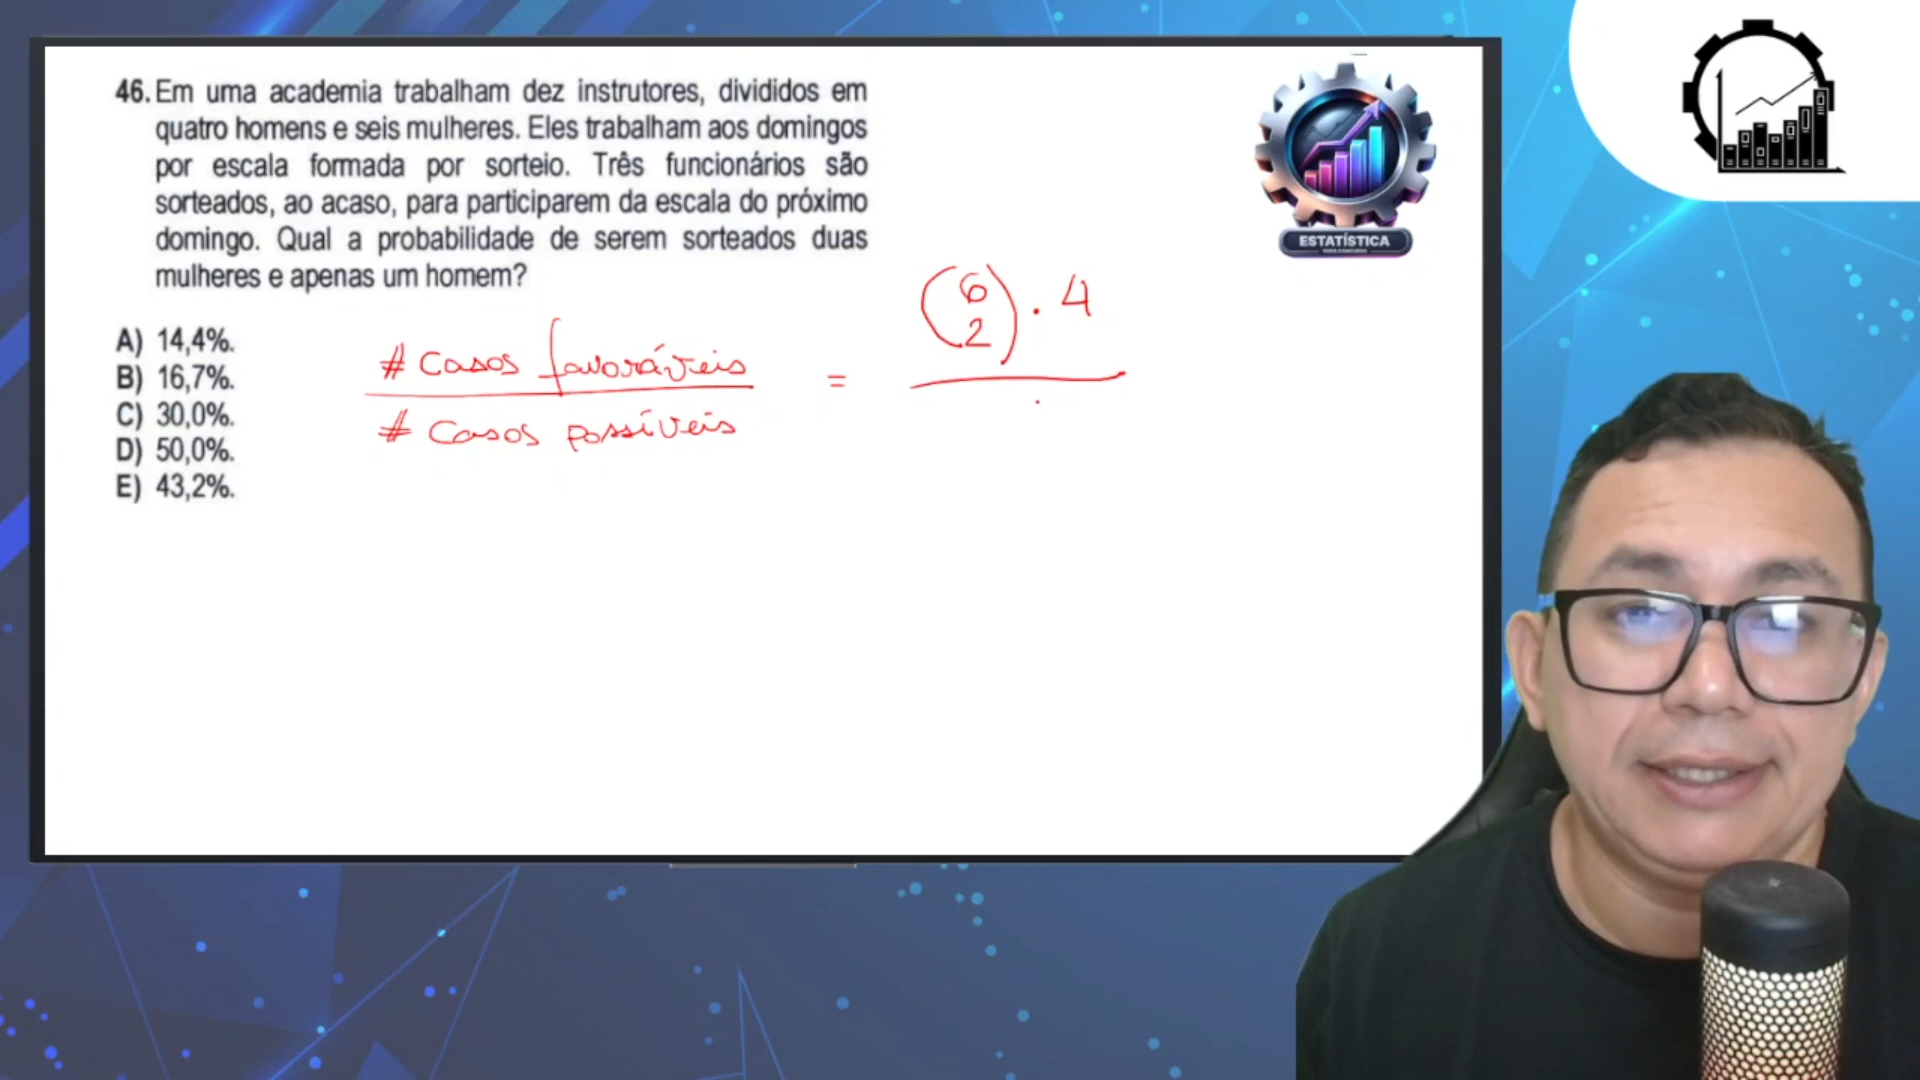 46. Em uma academia trabalham dez instrutores, divididos em
quatro homens e seis mulheres. Eles trabalham aos domingos
por escala formada por sorteio. Três funcionários são
sorteados, ao acaso, para participarem da escala do próximo
domingo. Qual a probabilidade de serem sorteados duas
mulheres e apenas um homem?
A) 14,4%.
B) 16,7%.
C) 30,0%.
D) 50,0%.
E) 43,2%.
# Casos favoráveis
# Casos possíveis
=
(6
2) . 4
ESTATÍSTICA